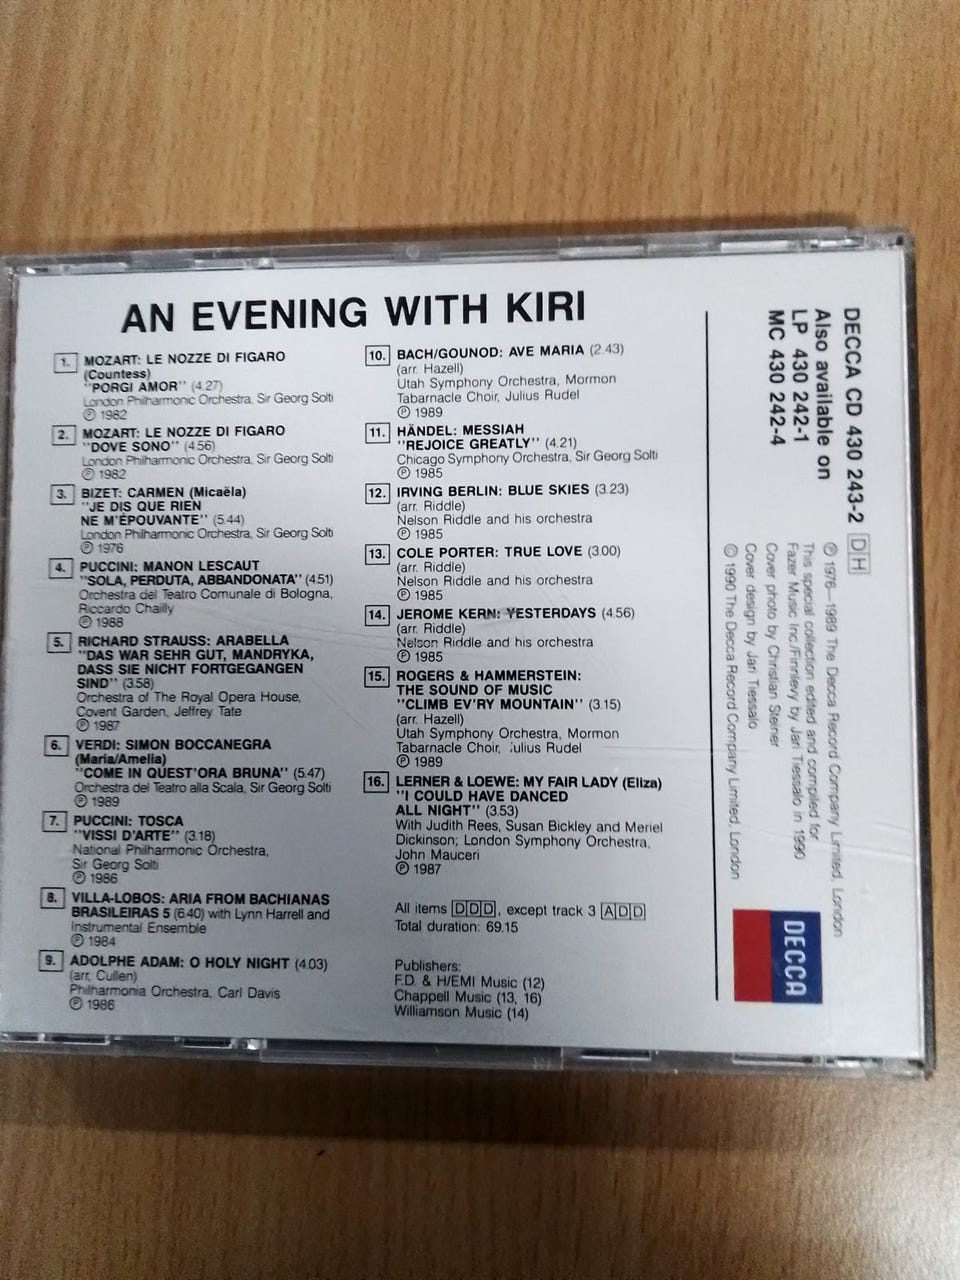 AN EVENING WITH KIRI
1. MOZART: LE NOZZE DI FIGARO
(Countess)
"PORGI AMOR" (4.27)
London Philharmonic Orchestra, Sir Georg Solti
Ⓟ 1982
2. MOZART: LE NOZZE DI FIGARO
"DOVE SONO" (4.56)
London Philharmonic Orchestra, Sir Georg Solti
Ⓟ 1982
3. BIZET: CARMEN (Micaëla)
"JE DIS QUE RIEN
NE M'ÉPOUVANTE" (5.44)
London Philharmonic Orchestra, Sir Georg Solti
Ⓟ 1976
4. PUCCINI: MANON LESCAUT
"SOLA, PERDUTA, ABBANDONATA" (4.51)
Orchestra del Teatro Comunale di Bologna,
Riccardo Chailly
Ⓟ 1988
5. RICHARD STRAUSS: ARABELLA
"DAS WAR SEHR GUT, MANDRYKA,
DASS SIE NICHT FORTGEGANGEN
SIND" (3.58)
Orchestra of The Royal Opera House,
Covent Garden, Jeffrey Tate
Ⓟ 1987
6. VERDI: SIMON BOCCANEGRA
(Maria/Amelia)
"COME IN QUEST'ORA BRUNA" (5.47)
Orchestra del Teatro alla Scala, Sir Georg Solti
Ⓟ 1989
7. PUCCINI: TOSCA
"VISSI D'ARTE" (3.18)
National Philharmonic Orchestra,
Sir Georg Solti
Ⓟ 1986
8. VILLA-LOBOS: ARIA FROM BACHIANAS
BRASILEIRAS 5 (6.40) with Lynn Harrell and
Instrumental Ensemble
Ⓟ 1984
9. ADOLPHE ADAM: O HOLY NIGHT (4.03)
(arr. Cullen)
Philharmonia Orchestra, Carl Davis
Ⓟ 1986
10. BACH/GOUNOD: AVE MARIA (2.43)
(arr. Hazell)
Utah Symphony Orchestra, Mormon
Tabarnacle Choir, Julius Rudel
Ⓟ 1989
11. HÄNDEL: MESSIAH
"REJOICE GREATLY" (4.21)
Chicago Symphony Orchestra, Sir Georg Solti
Ⓟ 1985
12. IRVING BERLIN: BLUE SKIES (3.23)
(arr. Riddle)
Nelson Riddle and his orchestra
Ⓟ 1985
13. COLE PORTER: TRUE LOVE (3.00)
(arr. Riddle)
Nelson Riddle and his orchestra
Ⓟ 1985
14. JEROME KERN: YESTERDAYS (4.56)
(arr. Riddle)
Nelson Riddle and his orchestra
Ⓟ 1985
15. ROGERS & HAMMERSTEIN:
THE SOUND OF MUSIC
"CLIMB EV'RY MOUNTAIN" (3.15)
(arr. Hazell)
Utah Symphony Orchestra, Mormon
Tabarnacle Choir, Julius Rudel
Ⓟ 1989
16. LERNER & LOEWE: MY FAIR LADY (Eliza)
"I COULD HAVE DANCED
ALL NIGHT" (3.53)
With Judith Rees, Susan Bickley and Meriel
Dickinson; London Symphony Orchestra,
John Mauceri
Ⓟ 1987
All items DDD, except track 3 ADD
Total duration: 69.15
Publishers:
F.D. & H/EMI Music (12)
Chappell Music (13, 16)
Williamson Music (14)
DECCA CD 430 243-2 DH
Also available on
LP 430 242-1
MC 430 242-4
Ⓟ 1976–1989 The Decca Record Company Limited, London
This special collection edited and compiled for
Fazer Music Inc./Finnlevy by Jari Tiessalo in 1990
Cover photo by Christian Steiner
Cover design by Jari Tiessalo
© 1990 The Decca Record Company Limited, London
DECCA